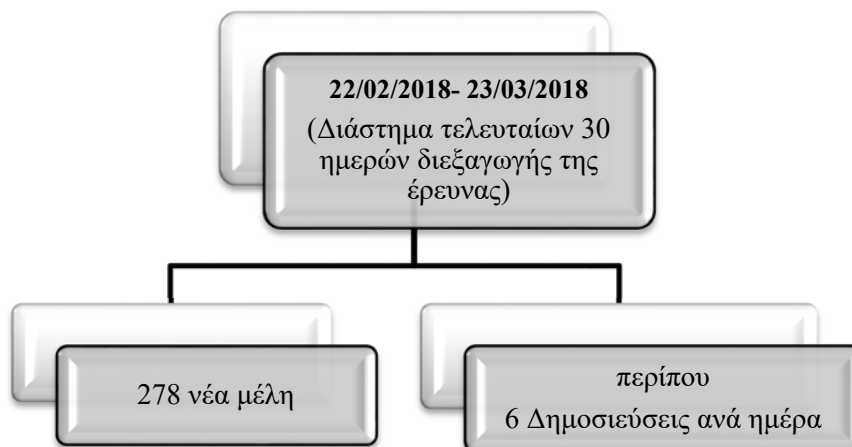 22/02/2018- 23/03/2018
(Διάστημα τελευταίων 30
ημερών διεξαγωγής της
έρευνας)
278 νέα μέλη
περίπου
6 Δημοσιεύσεις ανά ημέρα